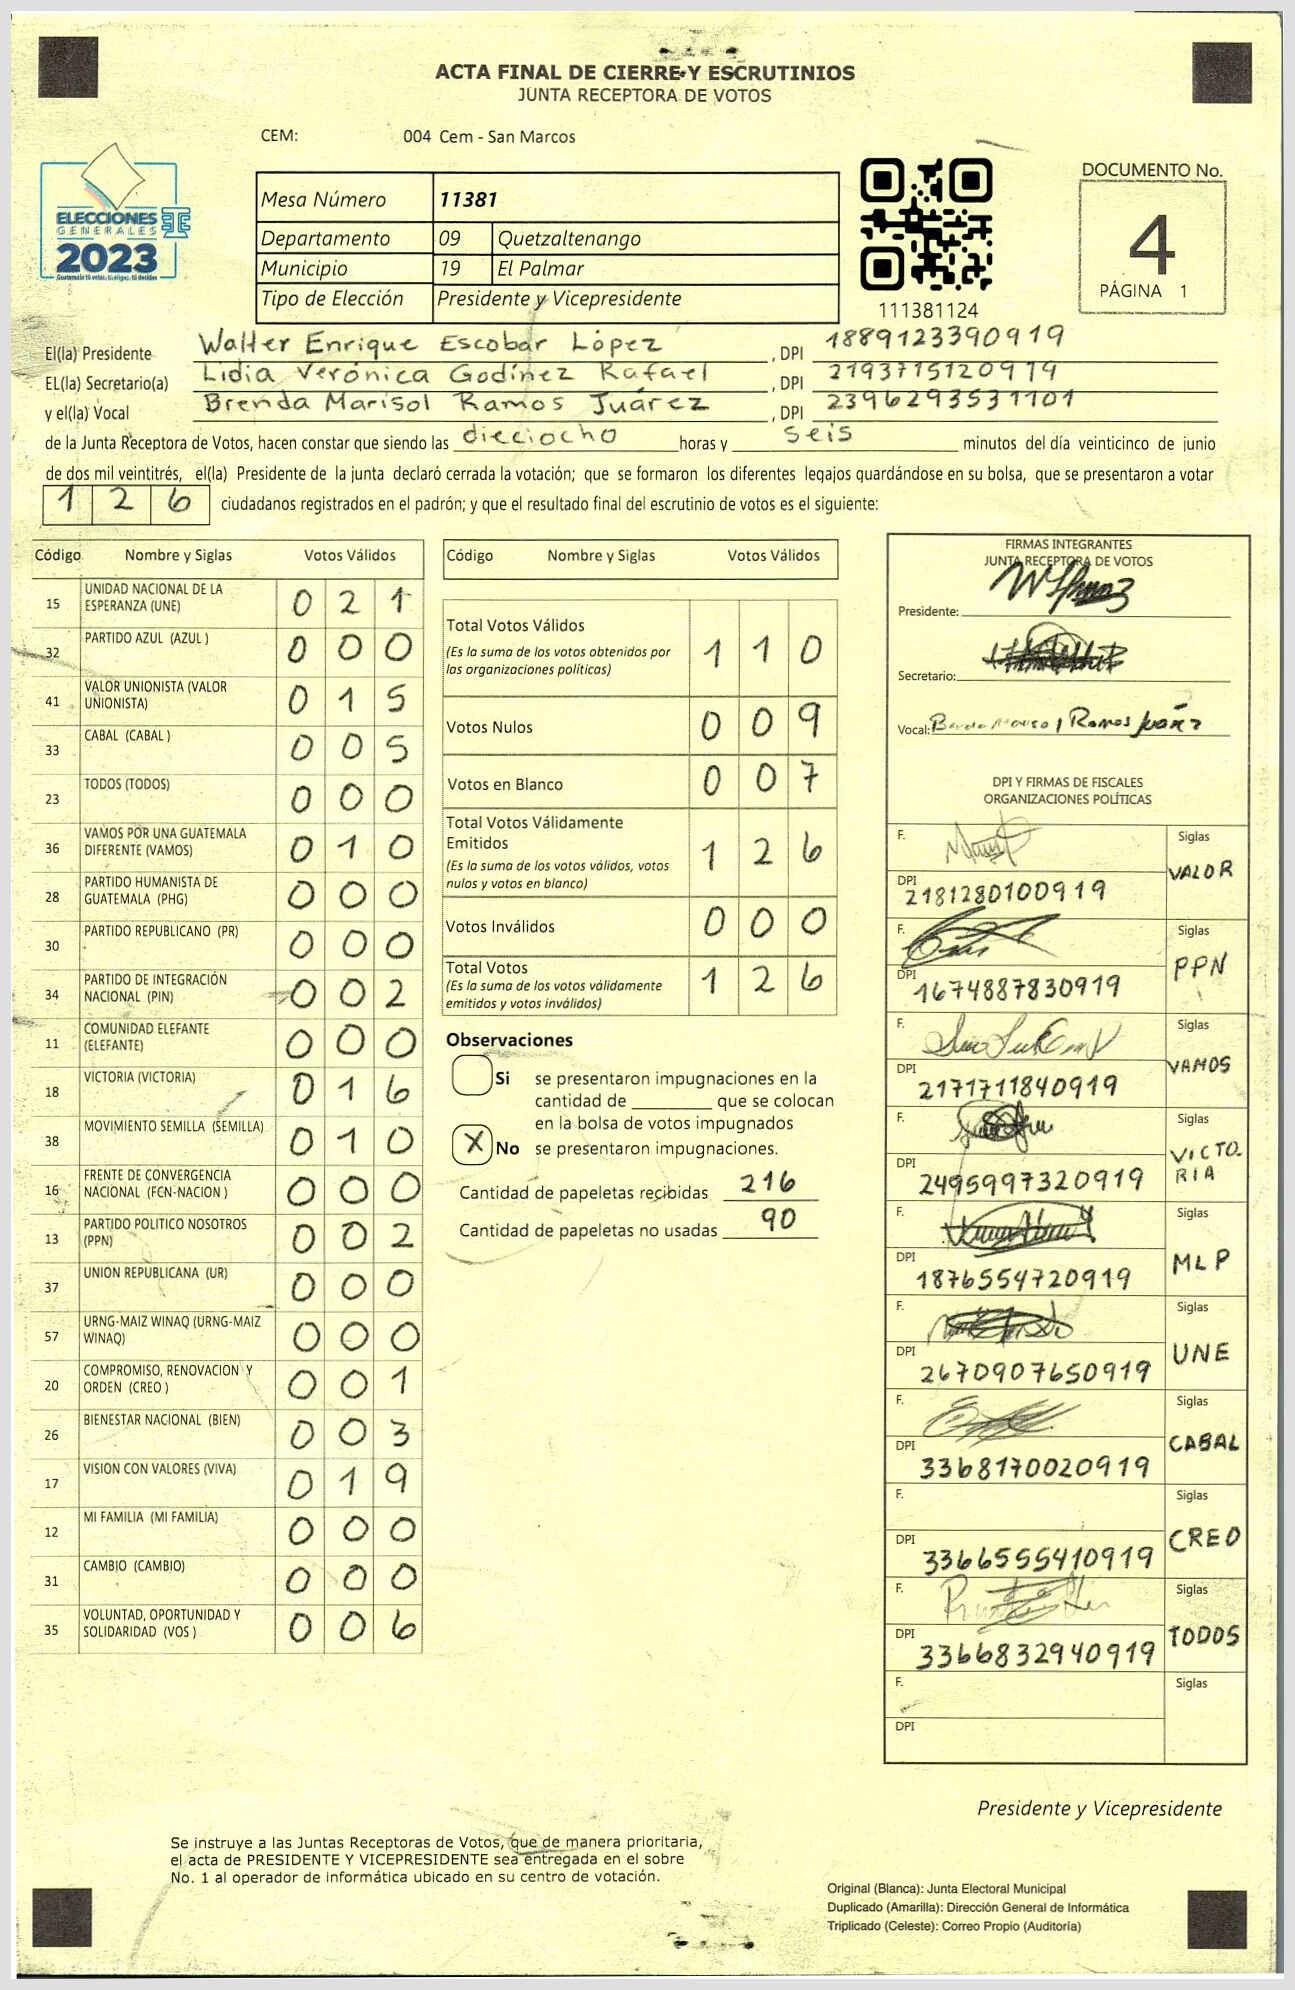 ACTA FINAL DE CIERRE Y ESCRUTINIOS
JUNTA RECEPTORA DE VOTOS
CEM: 004 Cem - San Marcos
ELECCIONES
GENERALES
2023
Mesa Número 11381
Departamento 09 Quetzaltenango
Municipio 19 El Palmar
Tipo de Elección Presidente y Vicepresidente
111381124
DOCUMENTO No.
4
PÁGINA 1
El(la) Presidente Walter Enrique Escobar López , DPI 1889123390919
EL(la) Secretario(a) Lidia Verónica Godínez Rafael , DPI 2193715120919
y el(la) Vocal Brenda Marisol Ramos Juárez , DPI 2396293531101
de la Junta Receptora de Votos, hacen constar que siendo las dieciocho horas y seis minutos del día veinticinco de junio
de dos mil veintitrés, el(la) Presidente de la junta declaró cerrada la votación; que se formaron los diferentes legajos guardándose en su bolsa, que se presentaron a votar
1 2 6 ciudadanos registrados en el padrón; y que el resultado final del escrutinio de votos es el siguiente:
Código Nombre y Siglas Votos Válidos
15 UNIDAD NACIONAL DE LA ESPERANZA (UNE) 0 2 1
32 PARTIDO AZUL (AZUL ) 0 0 0
41 VALOR UNIONISTA (VALOR UNIONISTA) 0 1 5
33 CABAL (CABAL ) 0 0 5
23 TODOS (TODOS) 0 0 0
36 VAMOS POR UNA GUATEMALA DIFERENTE (VAMOS) 0 1 0
28 PARTIDO HUMANISTA DE GUATEMALA (PHG) 0 0 0
30 PARTIDO REPUBLICANO (PR) 0 0 0
34 PARTIDO DE INTEGRACIÓN NACIONAL (PIN) 0 0 2
11 COMUNIDAD ELEFANTE (ELEFANTE) 0 0 0
18 VICTORIA (VICTORIA) 0 1 6
38 MOVIMIENTO SEMILLA (SEMILLA) 0 1 0
16 FRENTE DE CONVERGENCIA NACIONAL (FCN-NACION ) 0 0 0
13 PARTIDO POLITICO NOSOTROS (PPN) 0 0 2
37 UNION REPUBLICANA (UR) 0 0 0
57 URNG-MAIZ WINAQ (URNG-MAIZ WINAQ) 0 0 0
20 COMPROMISO, RENOVACION Y ORDEN (CREO ) 0 0 1
26 BIENESTAR NACIONAL (BIEN) 0 0 3
17 VISION CON VALORES (VIVA) 0 1 9
12 MI FAMILIA (MI FAMILIA) 0 0 0
31 CAMBIO (CAMBIO) 0 0 0
35 VOLUNTAD, OPORTUNIDAD Y SOLIDARIDAD (VOS ) 0 0 6
Código Nombre y Siglas Votos Válidos
Total Votos Válidos 1 1 0
(Es la suma de los votos obtenidos por
las organizaciones políticas)
Votos Nulos 0 0 9
Votos en Blanco 0 0 7
Total Votos Válidamente
Emitidos 1 2 6
(Es la suma de los votos válidos, votos
nulos y votos en blanco)
Votos Inválidos 0 0 0
Total Votos 1 2 6
(Es la suma de los votos válidamente
emitidos y votos inválidos)
Observaciones
Si se presentaron impugnaciones en la
cantidad de ________ que se colocan
en la bolsa de votos impugnados
X No se presentaron impugnaciones.
Cantidad de papeletas recibidas 216
Cantidad de papeletas no usadas 90
FIRMAS INTEGRANTES
JUNTA RECEPTORA DE VOTOS
Presidente:
Secretario:
Vocal: Ramos Juárez
DPI Y FIRMAS DE FISCALES
ORGANIZACIONES POLÍTICAS
F. Siglas
DPI 2181280100919 VALOR
F. Siglas
DPI 1674887830919 PPN
F. Siglas
DPI 2171711840919 VAMOS
F. Siglas
DPI 2495997320919 VICTO.
RIA
F. Siglas
DPI 1876554720919 MLP
F. Siglas
DPI 2670907650919 UNE
F. Siglas
DPI 3368170020919 CABAL
F. Siglas
DPI 3366555410919 CREO
F. Siglas
DPI 3366832940919 TODOS
F. Siglas
DPI
Presidente y Vicepresidente
Se instruye a las Juntas Receptoras de Votos, que de manera prioritaria,
el acta de PRESIDENTE Y VICEPRESIDENTE sea entregada en el sobre
No. 1 al operador de informática ubicado en su centro de votación.
Original (Blanca): Junta Electoral Municipal
Duplicado (Amarilla): Dirección General de Informática
Triplicado (Celeste): Correo Propio (Auditoría)